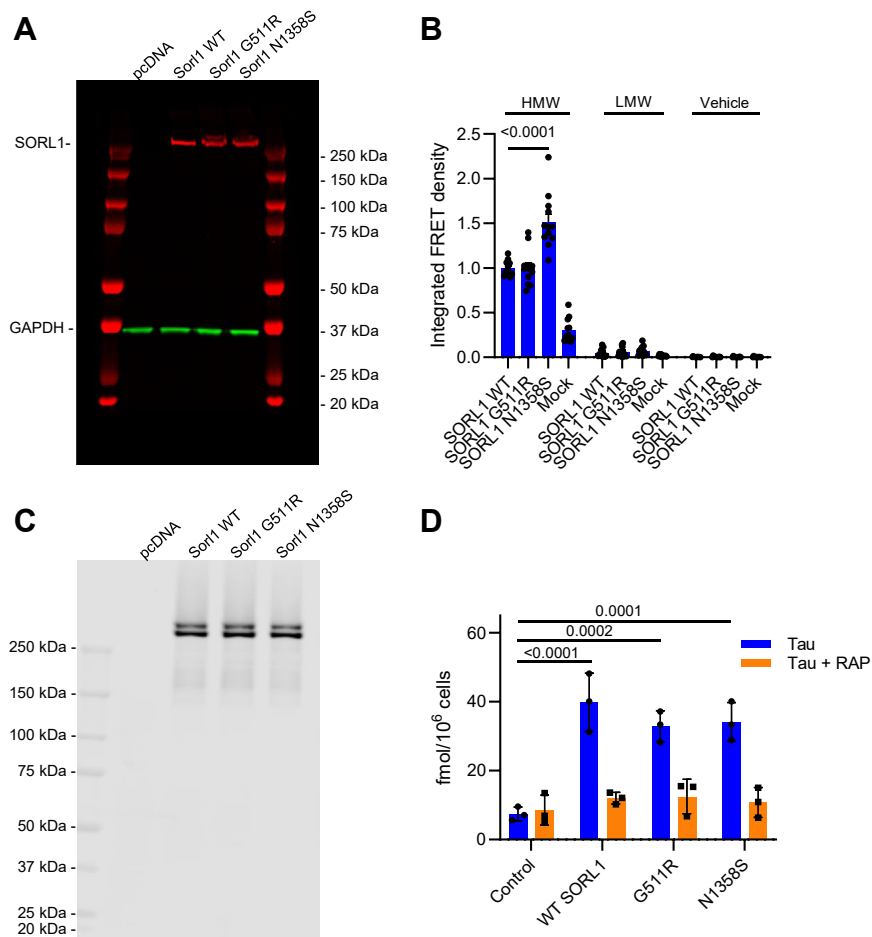 A
pcDNA
Sorl1 WT
Sorl1 G511R
Sorl1 N1358S
SORL1-
GAPDH -
- 250 kDa
- 150 kDa
- 100 kDa
- 75 kDa
- 50 kDa
- 37 kDa
- 25 kDa
- 20 kDa
B
HMW
LMW
Vehicle
<0.0001
Integrated FRET density
2.5
2.0
1.5
1.0
0.5
0.0
SORL1 WT
SORL1 G511R
SORL1 N1358S
Mock
SORL1 WT
SORL1 G511R
SORL1 N1358S
Mock
SORL1 WT
SORL1 G511R
SORL1 N1358S
Mock
C
pcDNA
Sorl1 WT
Sorl1 G511R
Sorl1 N1358S
250 kDa -
150 kDa -
100 kDa -
75 kDa -
50 kDa -
37 kDa -
25 kDa -
20 kDa -
D
0.0001
0.0002
<0.0001
Tau
Tau + RAP
fmol/10⁶ cells
60
40
20
0
Control
WT SORL1
G511R
N1358S